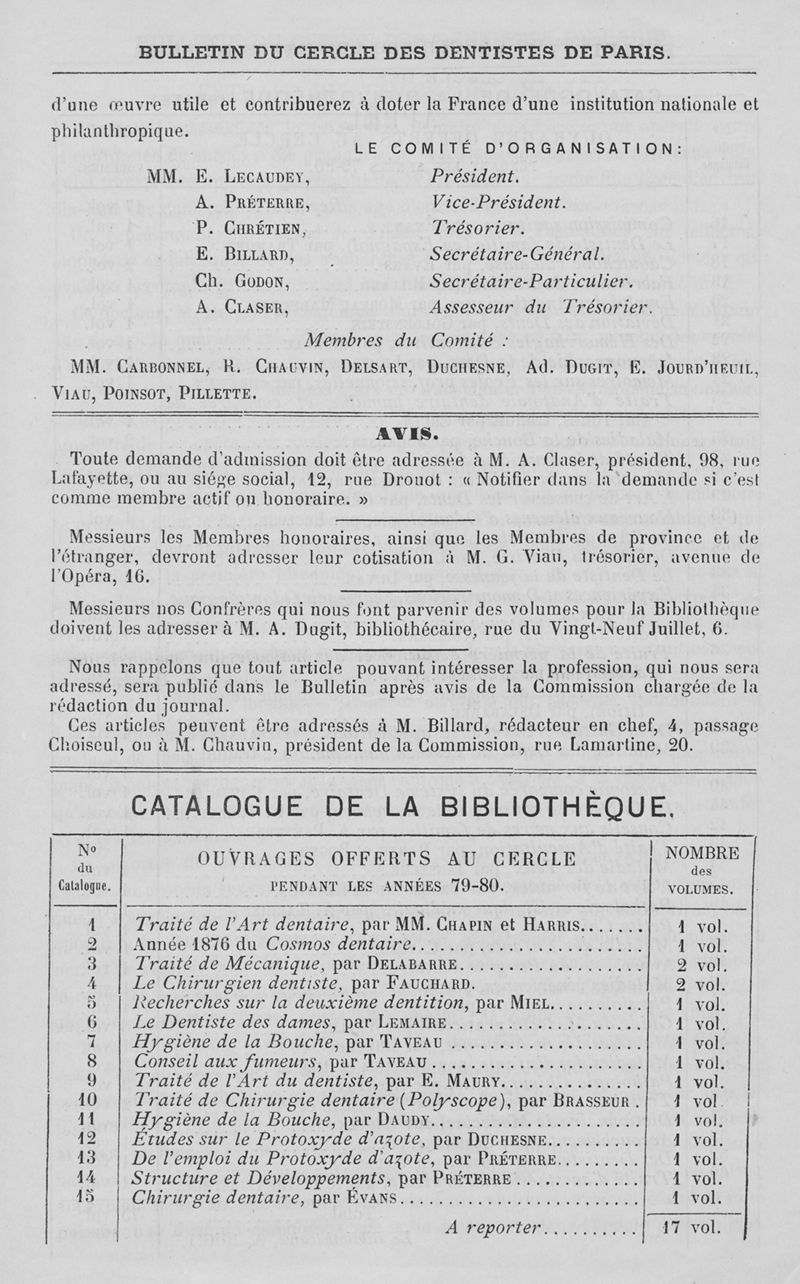 BULLETIN DU CERCLE DES DENTISTES DE PARIS.
d'une œuvre utile et contribuerez à doter la France d'une institution nationale et
philanthropique.
LE COMITÉ D'ORGANISATION:
MM. E. LECAUDEY, Président.
A. PRÉTERRE, Vice-Président.
P. CHRÉTIEN, Trésorier.
E. BILLARD, Secrétaire-Général.
Ch. GODON, Secrétaire-Particulier.
A. CLASER, Assesseur du Trésorier.
Membres du Comité :
MM. CARBONNEL, R. CHAUVIN, DELSART, DUCHESNE, Ad. DUGIT, E. JOURD'HEUIL,
VIAU, POINSOT, PILLETTE.
AVIS.
Toute demande d'admission doit être adressée à M. A. Claser, président, 98, rue
Lafayette, ou au siége social, 12, rue Drouot : « Notifier dans la demande si c'est
comme membre actif ou honoraire. »
Messieurs les Membres honoraires, ainsi que les Membres de province et de
l'étranger, devront adresser leur cotisation à M. G. Viau, trésorier, avenue de
l'Opéra, 16.
Messieurs nos Confrères qui nous font parvenir des volumes pour la Bibliothèque
doivent les adresser à M. A. Dugit, bibliothécaire, rue du Vingt-Neuf Juillet, 6.
Nous rappelons que tout article pouvant intéresser la profession, qui nous sera
adressé, sera publié dans le Bulletin après avis de la Commission chargée de la
rédaction du journal.
Ces articles peuvent être adressés à M. Billard, rédacteur en chef, 4, passage
Choiseul, ou à M. Chauvin, président de la Commission, rue Lamartine, 20.
CATALOGUE DE LA BIBLIOTHÈQUE.
No
du
Catalogue.
OUVRAGES OFFERTS AU CERCLE
PENDANT LES ANNÉES 79-80.
NOMBRE
des
VOLUMES.
1 Traité de l'Art dentaire, par MM. CHAPIN et HARRIS....... 1 vol.
2 Année 1876 du Cosmos dentaire....................... 1 vol.
3 Traité de Mécanique, par DELABARRE................... 2 vol.
4 Le Chirurgien dentiste, par FAUCHARD. 2 vol.
5 Recherches sur la deuxième dentition, par MIEL.......... 1 vol.
6 Le Dentiste des dames, par LEMAIRE.................... 1 vol.
7 Hygiène de la Bouche, par TAVEAU .................... 1 vol.
8 Conseil aux fumeurs, par TAVEAU...................... 1 vol.
9 Traité de l'Art du dentiste, par E. MAURY............... 1 vol.
10 Traité de Chirurgie dentaire (Polyscope), par BRASSEUR . 1 vol.
11 Hygiène de la Bouche, par DAUDY...................... 1 vol.
12 Etudes sur le Protoxyde d'azote, par DUCHESNE.......... 1 vol.
13 De l'emploi du Protoxyde d'azote, par PRÉTERRE......... 1 vol.
14 Structure et Développements, par PRÉTERRE............. 1 vol.
15 Chirurgie dentaire, par ÉVANS......................... 1 vol.
A reporter.......... 17 vol.